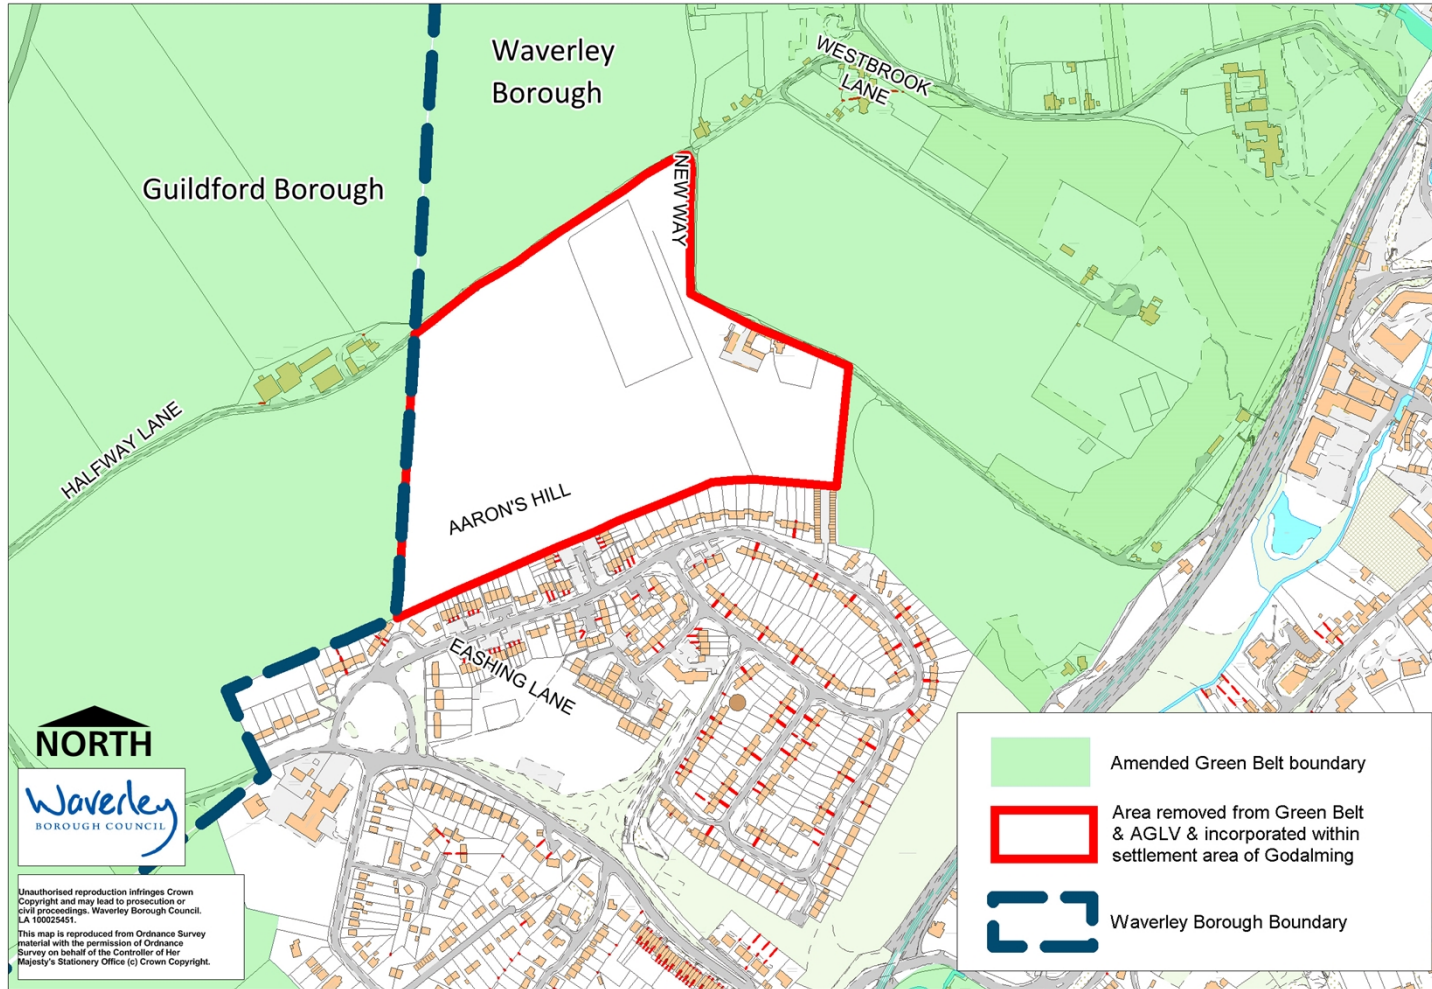 Waverley
Borough
WESTBROOK
LANE
Guildford Borough
NEW WAY
HALFWAY LANE
AARON'S HILL
EASHING LANE
NORTH
Waverley
BOROUGH COUNCIL
Unauthorised reproduction infringes Crown
Copyright and may lead to prosecution or
civil proceedings. Waverley Borough Council.
LA 100025451.
This map is reproduced from Ordnance Survey
material with the permission of Ordnance
Survey on behalf of the Controller of Her
Majesty's Stationery Office (c) Crown Copyright.
Amended Green Belt boundary
Area removed from Green Belt
& AGLV & incorporated within
settlement area of Godalming
Waverley Borough Boundary